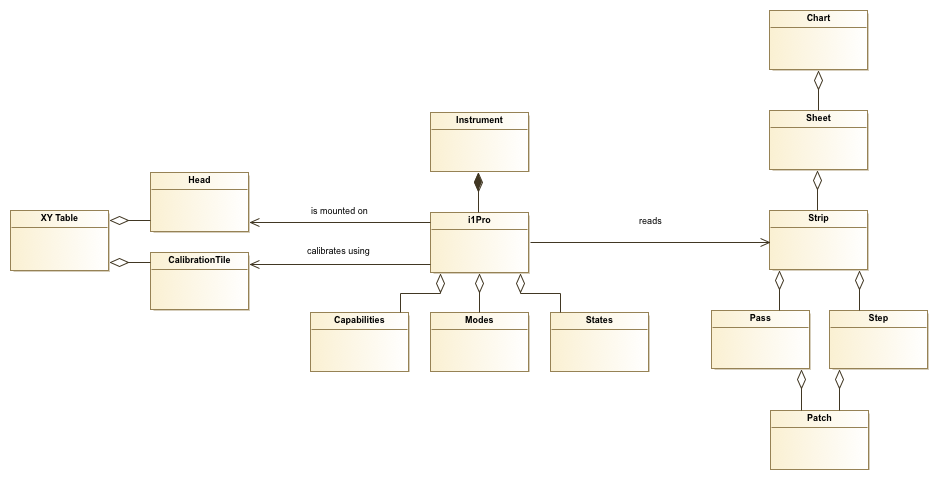 Chart
Sheet
Instrument
Head
XY Table
is mounted on
i1Pro
reads
Strip
calibrates using
CalibrationTile
Capabilities
Modes
States
Pass
Step
Patch